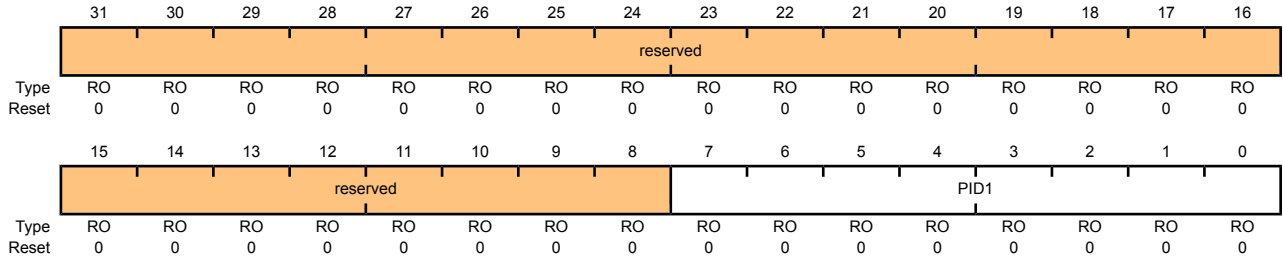 31 30 29 28 27 26 25 24 23 22 21 20 19 18 17 16
reserved
Type RO RO RO RO RO RO RO RO RO RO RO RO RO RO RO RO
Reset 0 0 0 0 0 0 0 0 0 0 0 0 0 0 0 0
15 14 13 12 11 10 9 8 7 6 5 4 3 2 1 0
reserved PID1
Type RO RO RO RO RO RO RO RO RO RO RO RO RO RO RO RO
Reset 0 0 0 0 0 0 0 0 0 0 0 0 0 0 0 0